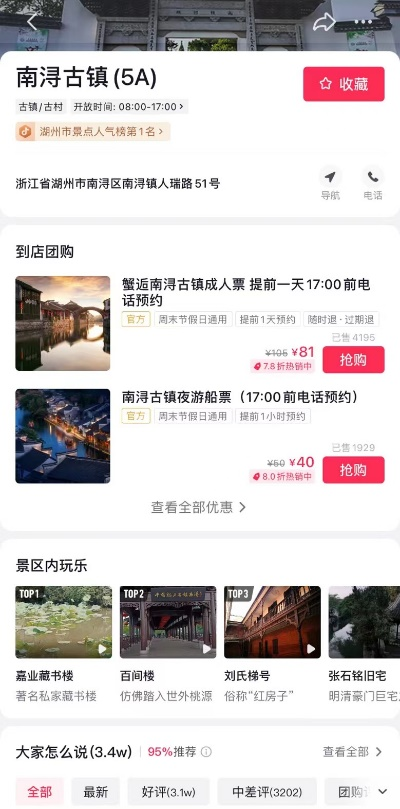 南浔古镇(5A)
收藏
古镇/古村 开放时间: 08:00-17:00
湖州市景点人气榜第1名
浙江省湖州市南浔区南浔镇人瑞路51号
导航 电话
到店团购
蟹逅南浔古镇成人票 提前一天17:00前电
话预约
官方 周末节假日通用 提前1天预约 随时退·过期退
已售4195
¥105 ¥81
7.8折热销中
抢购
南浔古镇夜游船票（17:00前电话预约）
官方 周末节假日通用 提前1小时预约
已售1929
¥50 ¥40
8.0折热销中
抢购
查看全部优惠
景区内玩乐
TOP1 TOP2 TOP3
嘉业藏书楼 百间楼 刘氏梯号 张石铭旧宅
著名私家藏书楼 仿佛踏入世外桃源 俗称“红房子” 明清豪门巨宅
大家怎么说(3.4w) 95%推荐 查看全部
全部 最新 好评(3.1w) 中差评(3202) 团购